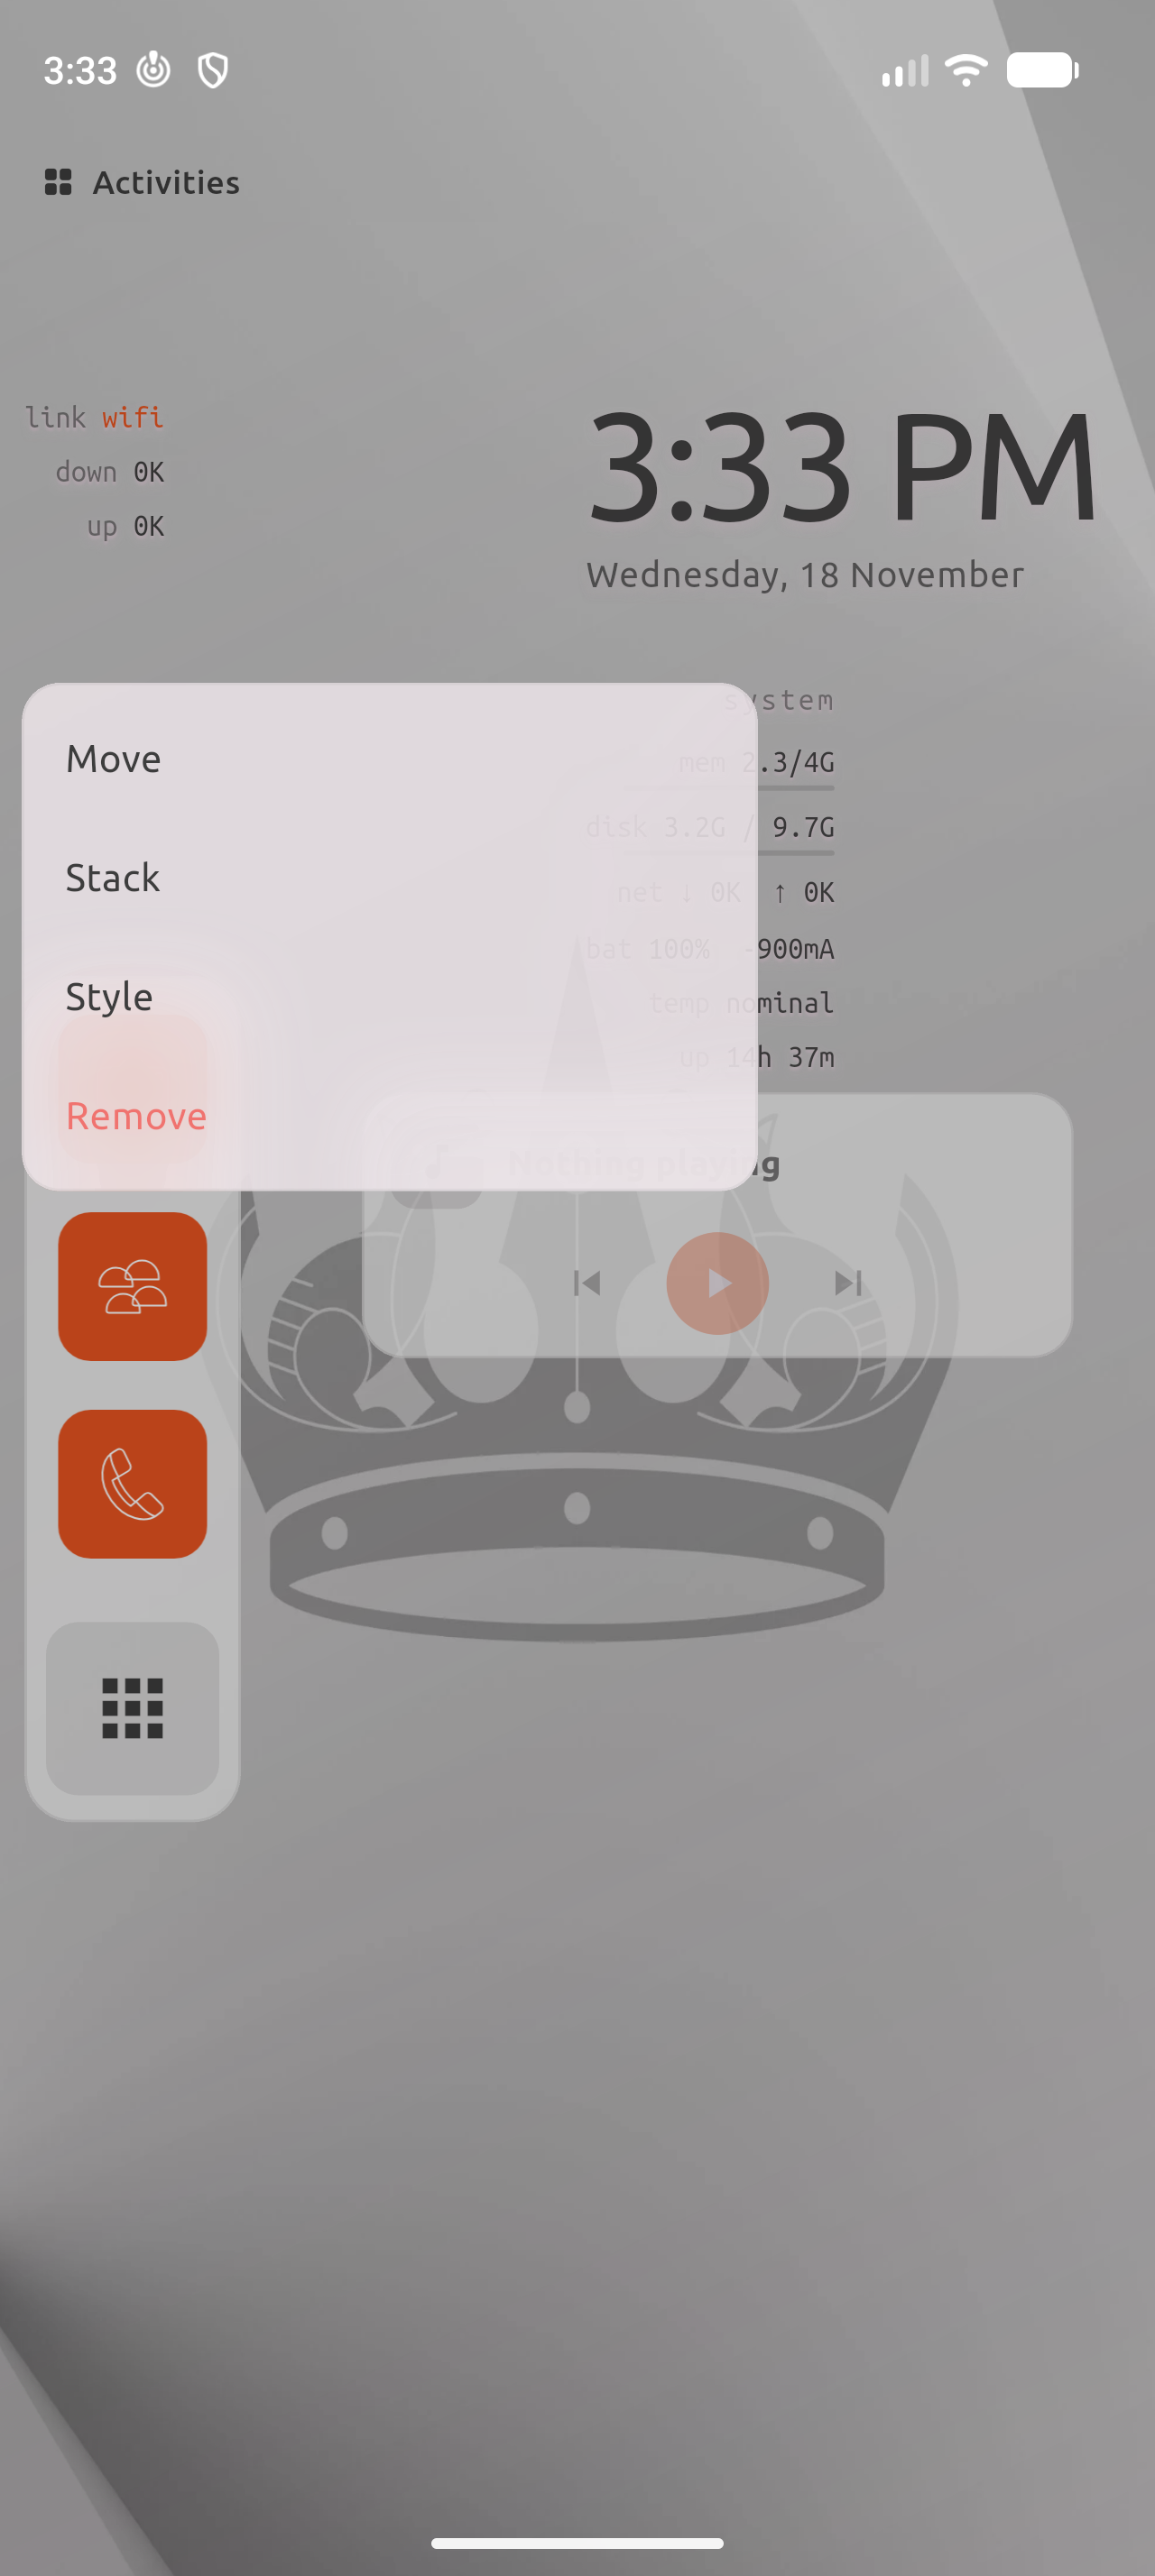 3:33
Activities
link wifi
down 0K
up 0K
3:33 PM
Wednesday, 18 November
system
mem 2.3/4G
disk 3.2G / 9.7G
net ↓ 0K ↑ 0K
bat 100% -900mA
temp nominal
up 14h 37m
Move
Stack
Style
Remove
Nothing playing